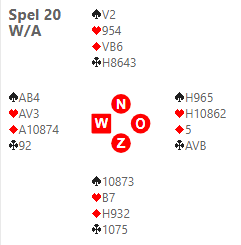 Spel 20
W/A
♠V2
♥954
♦VB6
♣H8643
♠AB4
♥AV3
♦A10874
♣92
N
W O
Z
♠H965
♥H10862
♦5
♣AVB
♠10873
♥B7
♦H932
♣1075